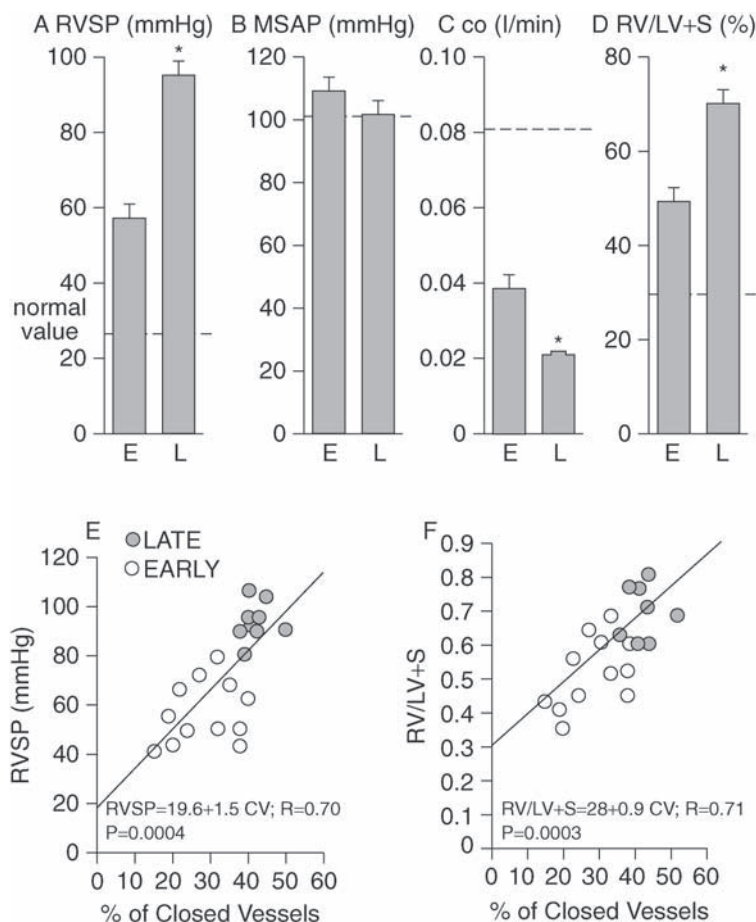 A RVSP (mmHg) B MSAP (mmHg) C co (l/min) D RV/LV+S (%)
100 120 0.10 80
* *
80 100 0.08
60
60 80 0.06
60 40
40 0.04
normal
value
40
20 20 0.02
*
20
0 0 0 0
E L E L E L E L
E F
LATE
EARLY
120
100
80
60
40
20
0
RVSP (mmHg)
RVSP=19.6+1.5 CV; R=0.70
P=0.0004
0 10 20 30 40 50 60
% of Closed Vessels
0.9
0.8
0.7
0.6
0.5
0.4
0.3
0.2
0.1
0
RV/LV+S
RV/LV+S=28+0.9 CV; R=0.71
P=0.0003
0 10 20 30 40 50 60
% of Closed Vessels